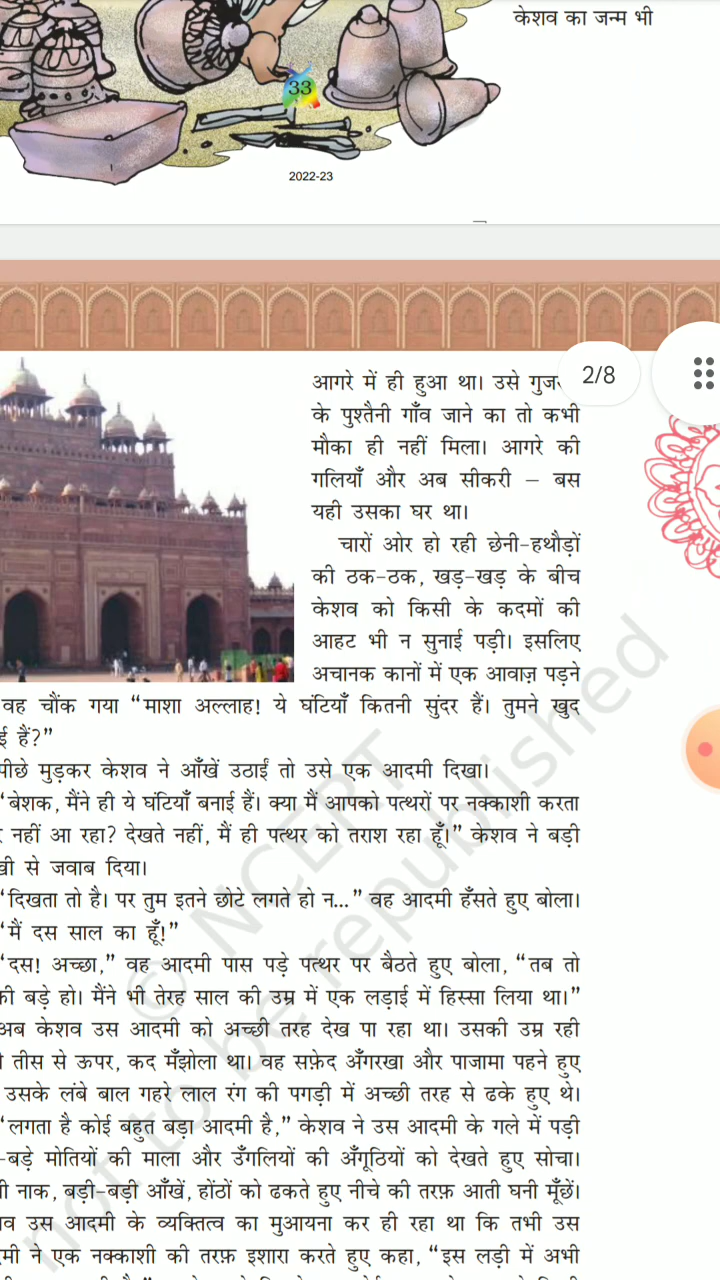 केशव का जन्म भी
33
2022-23
2/8
आगरे में ही हुआ था। उसे
के पुश्तैनी गाँव जाने का तो कभी
मौका ही नहीं मिला। आगरे की
गलियाँ और अब सीकरी – बस
यही उसका घर था।
चारों ओर हो रही छेनी-हथौड़ों
की ठक-ठक, खड़-खड़ के बीच
केशव को किसी के कदमों की
आहट भी न सुनाई पड़ी। इसलिए
अचानक कानों में एक आवाज़ पड़ने
वह चौंक गया “माशा अल्लाह! ये घंटियाँ कितनी सुंदर हैं। तुमने खुद
हैं?”
पीछे मुड़कर केशव ने आँखें उठाईं तो उसे एक आदमी दिखा।
“बेशक, मैंने ही ये घंटियाँ बनाई हैं। क्या मैं आपको पत्थरों पर नक्काशी करता
नहीं आ रहा? देखते नहीं, मैं ही पत्थर को तराश रहा हूँ।” केशव ने बड़ी
से जवाब दिया।
“दिखता तो है। पर तुम इतने छोटे लगते हो न...” वह आदमी हँसते हुए बोला।
“मैं दस साल का हूँ!”
“दस! अच्छा,” वह आदमी पास पड़े पत्थर पर बैठते हुए बोला, “तब तो
बड़े हो। मैंने भी तेरह साल की उम्र में एक लड़ाई में हिस्सा लिया था।”
अब केशव उस आदमी को अच्छी तरह देख पा रहा था। उसकी उम्र रही
तीस से ऊपर, कद मँझोला था। वह सफ़ेद अँगरखा और पाजामा पहने हुए
उसके लंबे बाल गहरे लाल रंग की पगड़ी में अच्छी तरह से ढके हुए थे।
“लगता है कोई बहुत बड़ा आदमी है,” केशव ने उस आदमी के गले में पड़ी
-बड़े मोतियों की माला और उँगलियों की अँगूठियों को देखते हुए सोचा।
नाक, बड़ी-बड़ी आँखें, होंठों को ढकते हुए नीचे की तरफ़ आती घनी मूँछें।
उस आदमी के व्यक्तित्व का मुआयना कर ही रहा था कि तभी उस
ने एक नक्काशी की तरफ़ इशारा करते हुए कहा, “इस लड़ी में अभी
© NCERT
not to be republished